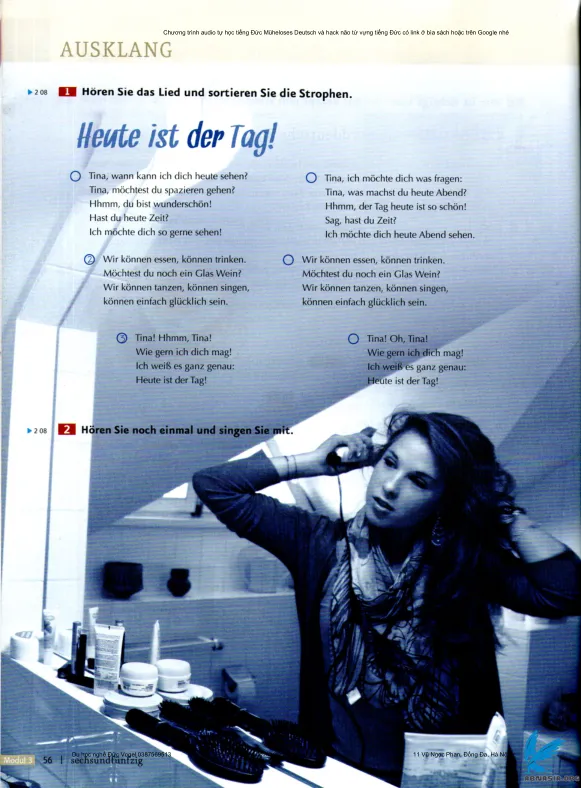 Chương trình audio tự học tiếng Đức Müheloses Deutsch và hack não từ vựng tiếng Đức có link ở bìa sách hoặc trên Google nhé
AUSKLANG
▶ 2 08 1 Hören Sie das Lied und sortieren Sie die Strophen.
Heute ist der Tag!
Tina, wann kann ich dich heute sehen?
Tina, möchtest du spazieren gehen?
Hhmm, du bist wunderschön!
Hast du heute Zeit?
Ich möchte dich so gerne sehen!
Tina, ich möchte dich was fragen:
Tina, was machst du heute Abend?
Hhmm, der Tag heute ist so schön!
Sag, hast du Zeit?
Ich möchte dich heute Abend sehen.
2 Wir können essen, können trinken.
Möchtest du noch ein Glas Wein?
Wir können tanzen, können singen,
können einfach glücklich sein.
Wir können essen, können trinken.
Möchtest du noch ein Glas Wein?
Wir können tanzen, können singen,
können einfach glücklich sein.
3 Tina! Hhmm, Tina!
Wie gern ich dich mag!
Ich weiß es ganz genau:
Heute ist der Tag!
Tina! Oh, Tina!
Wie gern ich dich mag!
Ich weiß es ganz genau:
Heute ist der Tag!
▶ 2 08 2 Hören Sie noch einmal und singen Sie mit.
Du học nghề Đức Vogel 0387569813
11 Vũ Ngọc Phan, Đống Đa, Hà Nội
Modul 3 56 | sechsundfünfzig